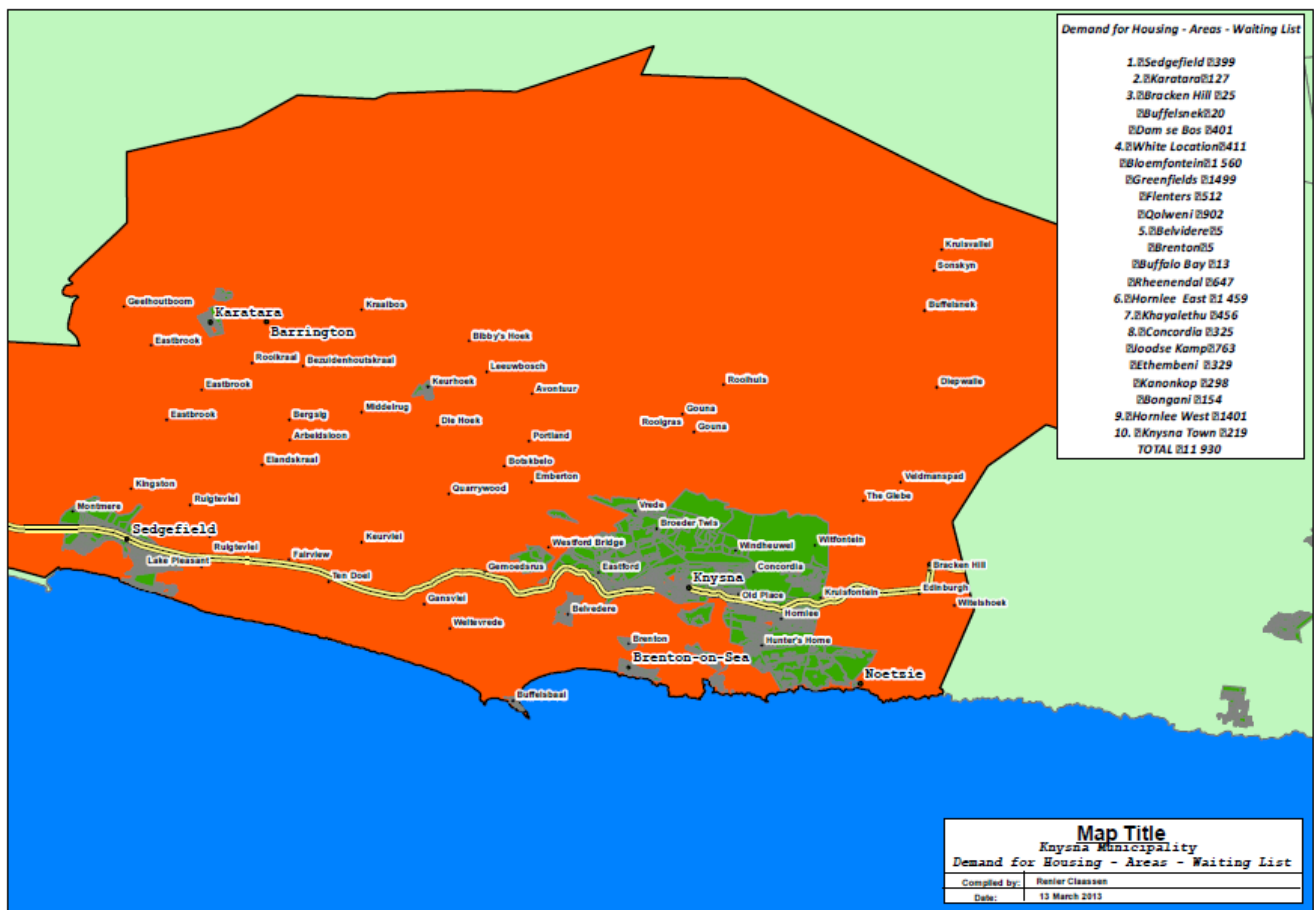 Demand for Housing - Areas - Waiting List
1.⍰Sedgefield ⍰399
2.⍰Karatara⍰127
3.⍰Bracken Hill ⍰25
⍰Buffelsnek⍰20
⍰Dam se Bos ⍰401
4.⍰White Location⍰411
⍰Bloemfontein⍰1 560
⍰Greenfields ⍰1499
⍰Flenters ⍰512
⍰Qolweni ⍰902
5.⍰Belvidere⍰5
⍰Brenton⍰5
⍰Buffalo Bay ⍰13
⍰Rheenendal ⍰647
6.⍰Hornlee East ⍰1 459
7.⍰Khayalethu ⍰456
8.⍰Concordia ⍰325
⍰Joodse Kamp⍰763
⍰Ethembeni ⍰329
⍰Kanonkop ⍰298
⍰Bongani ⍰154
9.⍰Hornlee West ⍰1401
10. ⍰Knysna Town ⍰219
TOTAL ⍰11 930
Kruisvallei
Sonskyn
Geelhoutboom
Kraaibos
Buffelsnek
Karatara
Barrington
Eastbrook
Bibby's Hoek
Rooikraal
Bezuidenhoutskraal
Leeuwbosch
Eastbrook
Keurhoek
Avontuur
Rooihuis
Diepwalle
Eastbrook
Bergsig
Middelrug
Die Hoek
Gouna
Rooigras
Gouna
Arbeidsloon
Portland
Elandskraal
Botskbelo
Emberton
Veldmanspad
Kingston
Quarrywood
The Glebe
Montmere
Ruigtevlei
Vrede
Broeder Twis
Sedgefield
Keurvlei
Westford Bridge
Windheuwel
Witfontein
Ruigtevlei
Lake Pleasant
Fairview
Gemoedsrus
Eastford
Concordia
Bracken Hill
Ten Doel
Knysna
Edinburgh
Gansvlei
Old Place
Kruisfontein
Witelshoek
Belvedere
Hornlee
Weltevrede
Brenton
Hunter's Home
Brenton-on-Sea
Noetzie
Buffelsbaai
Map Title
Knysna Municipality
Demand for Housing - Areas - Waiting List
Compiled by: Renier Claassen
Date: 13 March 2013